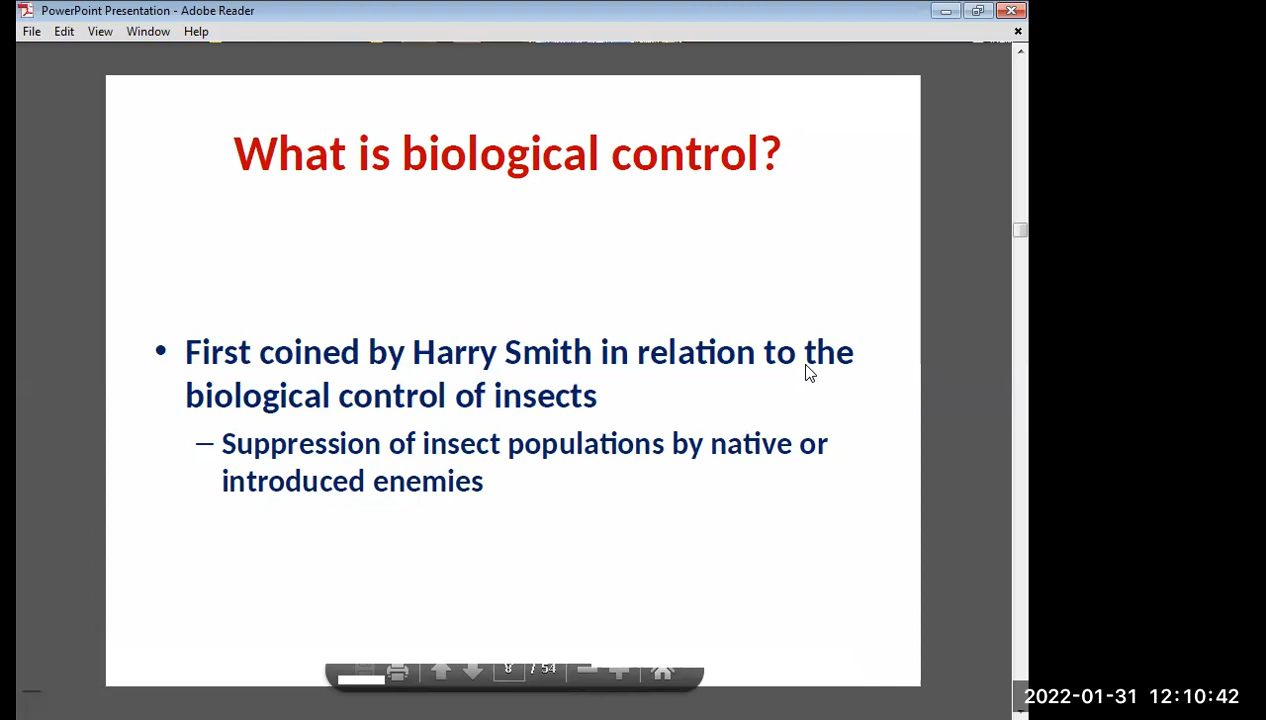 PowerPoint Presentation - Adobe Reader
File Edit View Window Help
What is biological control?
• First coined by Harry Smith in relation to the
biological control of insects
– Suppression of insect populations by native or
introduced enemies
8 / 54
2022-01-31 12:10:42